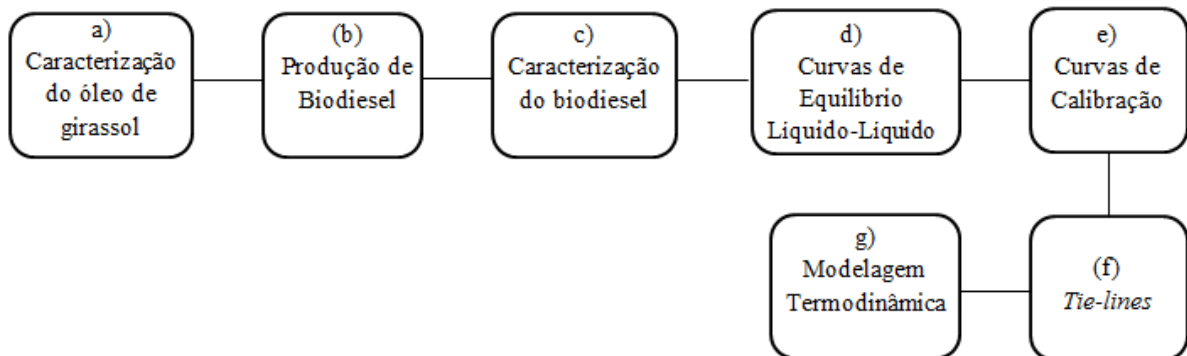 a)
Caracterização
do óleo de
girassol
(b)
Produção de
Biodiesel
c)
Caracterização
do biodiesel
d)
Curvas de
Equilíbrio
Líquido-Líquido
e)
Curvas de
Calibração
(f)
Tie-lines
g)
Modelagem
Termodinâmica